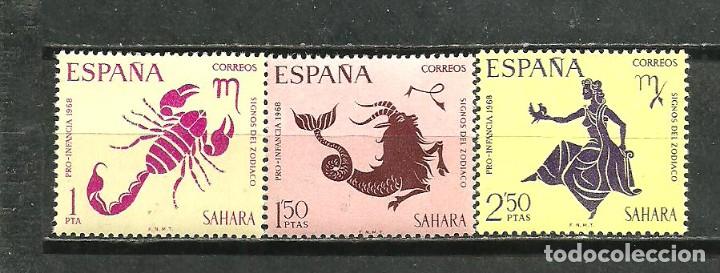 ESPAÑA
CORREOS
PRO-INFANCIA 1968
SIGNOS DEL ZODIACO
1
PTA
SAHARA
F.N.M.T.
ESPAÑA
CORREOS
PRO-INFANCIA 1968
SIGNOS DEL ZODIACO
1'50
PTAS
SAHARA
F.N.M.T.
ESPAÑA
CORREOS
PRO-INFANCIA 1968
SIGNOS DEL ZODIACO
2'50
PTAS
SAHARA
F.N.M.T.
todocoleccion